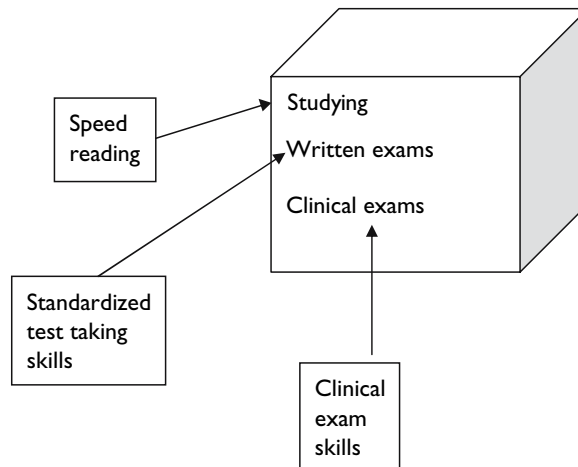 Studying
Speed
reading
Written exams
Clinical exams
Standardized
test taking
skills
Clinical
exam
skills